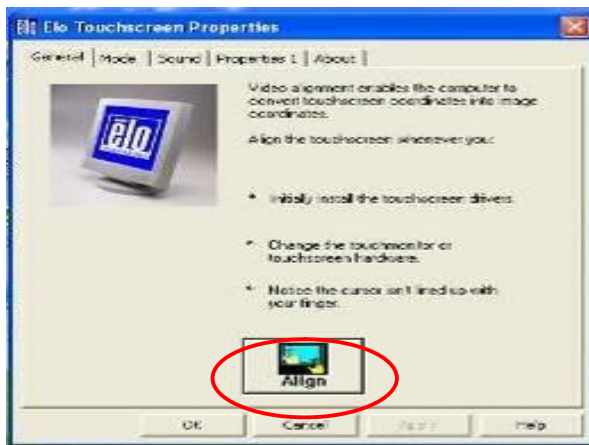 Elo Touchscreen Properties
General Mode Sound Properties 1 About
Video alignment enables the computer to
convert touchscreen coordinates into image
coordinates.
Align the touchscreen whenever you:
elo
* Initially install the touchscreen drivers.
* Change the touchmonitor or
touchscreen hardware.
* Notice the cursor isn't lined up with
your finger.
Align
OK Cancel Apply Help